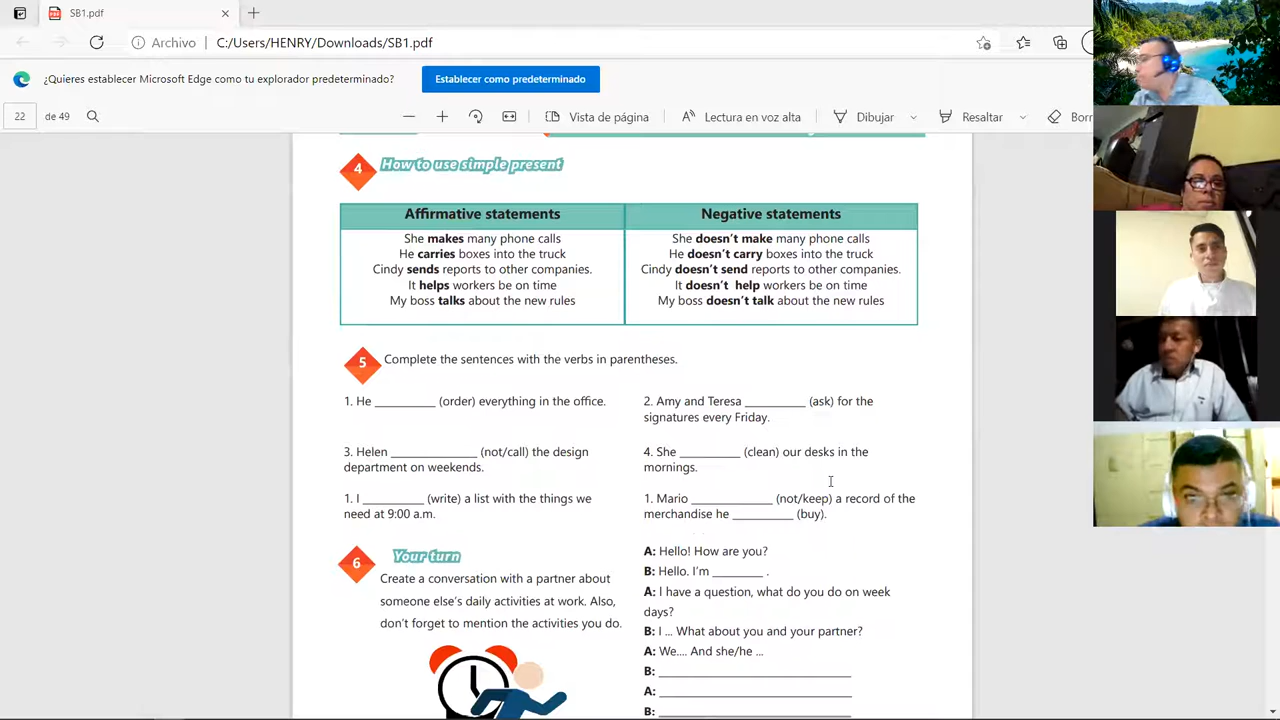 SB1.pdf
Archivo C:/Users/HENRY/Downloads/SB1.pdf
¿Quieres establecer Microsoft Edge como tu explorador predeterminado? Establecer como predeterminado
22 de 49 Vista de página Lectura en voz alta Dibujar Resaltar Borr
4 How to use simple present
Affirmative statements
She makes many phone calls
He carries boxes into the truck
Cindy sends reports to other companies.
It helps workers be on time
My boss talks about the new rules
Negative statements
She doesn't make many phone calls
He doesn't carry boxes into the truck
Cindy doesn't send reports to other companies.
It doesn't help workers be on time
My boss doesn't talk about the new rules
5 Complete the sentences with the verbs in parentheses.
1. He __________ (order) everything in the office.
2. Amy and Teresa __________ (ask) for the
signatures every Friday.
3. Helen ______________ (not/call) the design
department on weekends.
4. She __________ (clean) our desks in the
mornings.
1. I __________ (write) a list with the things we
need at 9:00 a.m.
1. Mario _____________ (not/keep) a record of the
merchandise he __________ (buy).
6 Your turn
Create a conversation with a partner about
someone else's daily activities at work. Also,
don't forget to mention the activities you do.
A: Hello! How are you?
B: Hello. I'm ________ .
A: I have a question, what do you do on week
days?
B: I ... What about you and your partner?
A: We.... And she/he ...
B: ________________________________
A: ________________________________
B: ________________________________